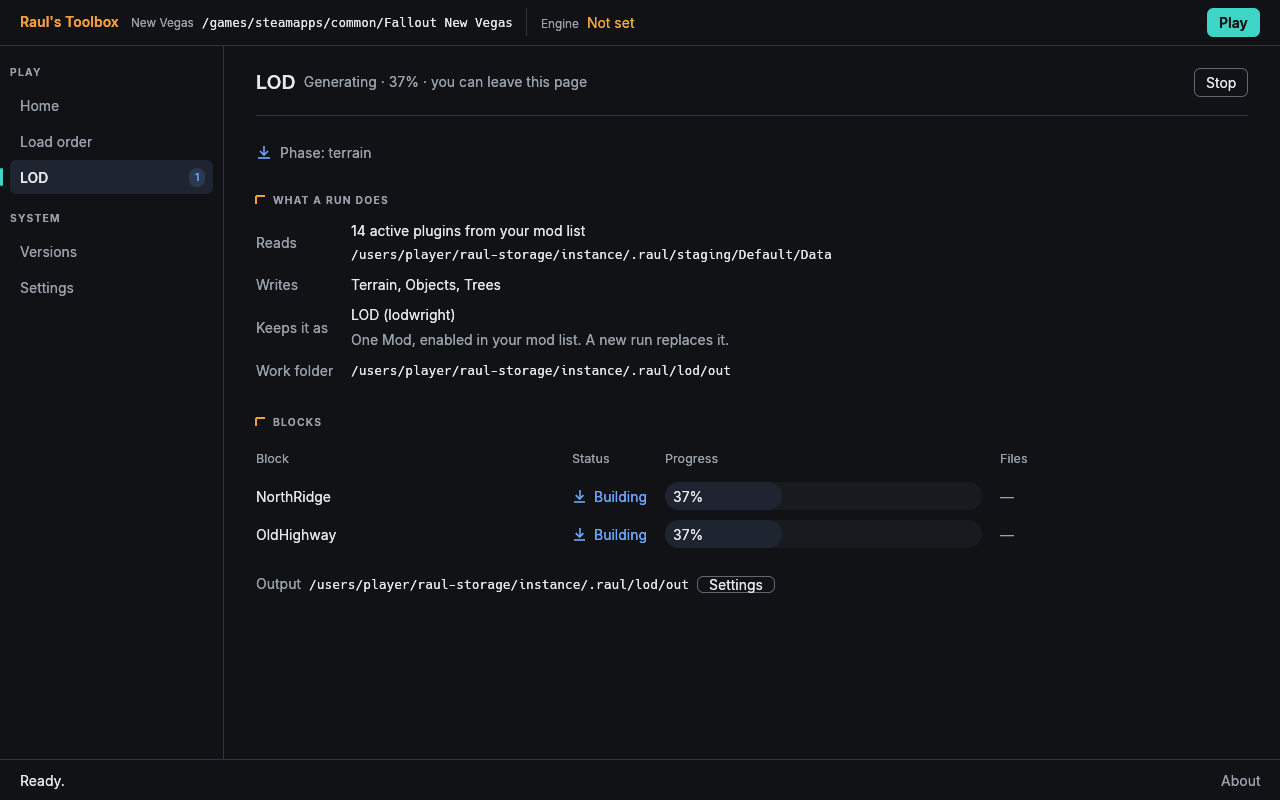 Raul's Toolbox New Vegas /games/steamapps/common/Fallout New Vegas Engine Not set Play
PLAY
Home
Load order
LOD 1
SYSTEM
Versions
Settings
LOD Generating · 37% · you can leave this page Stop
Phase: terrain
WHAT A RUN DOES
Reads 14 active plugins from your mod list
/users/player/raul-storage/instance/.raul/staging/Default/Data
Writes Terrain, Objects, Trees
Keeps it as LOD (lodwright)
One Mod, enabled in your mod list. A new run replaces it.
Work folder /users/player/raul-storage/instance/.raul/lod/out
BLOCKS
Block Status Progress Files
NorthRidge Building 37% —
OldHighway Building 37% —
Output /users/player/raul-storage/instance/.raul/lod/out Settings
Ready. About